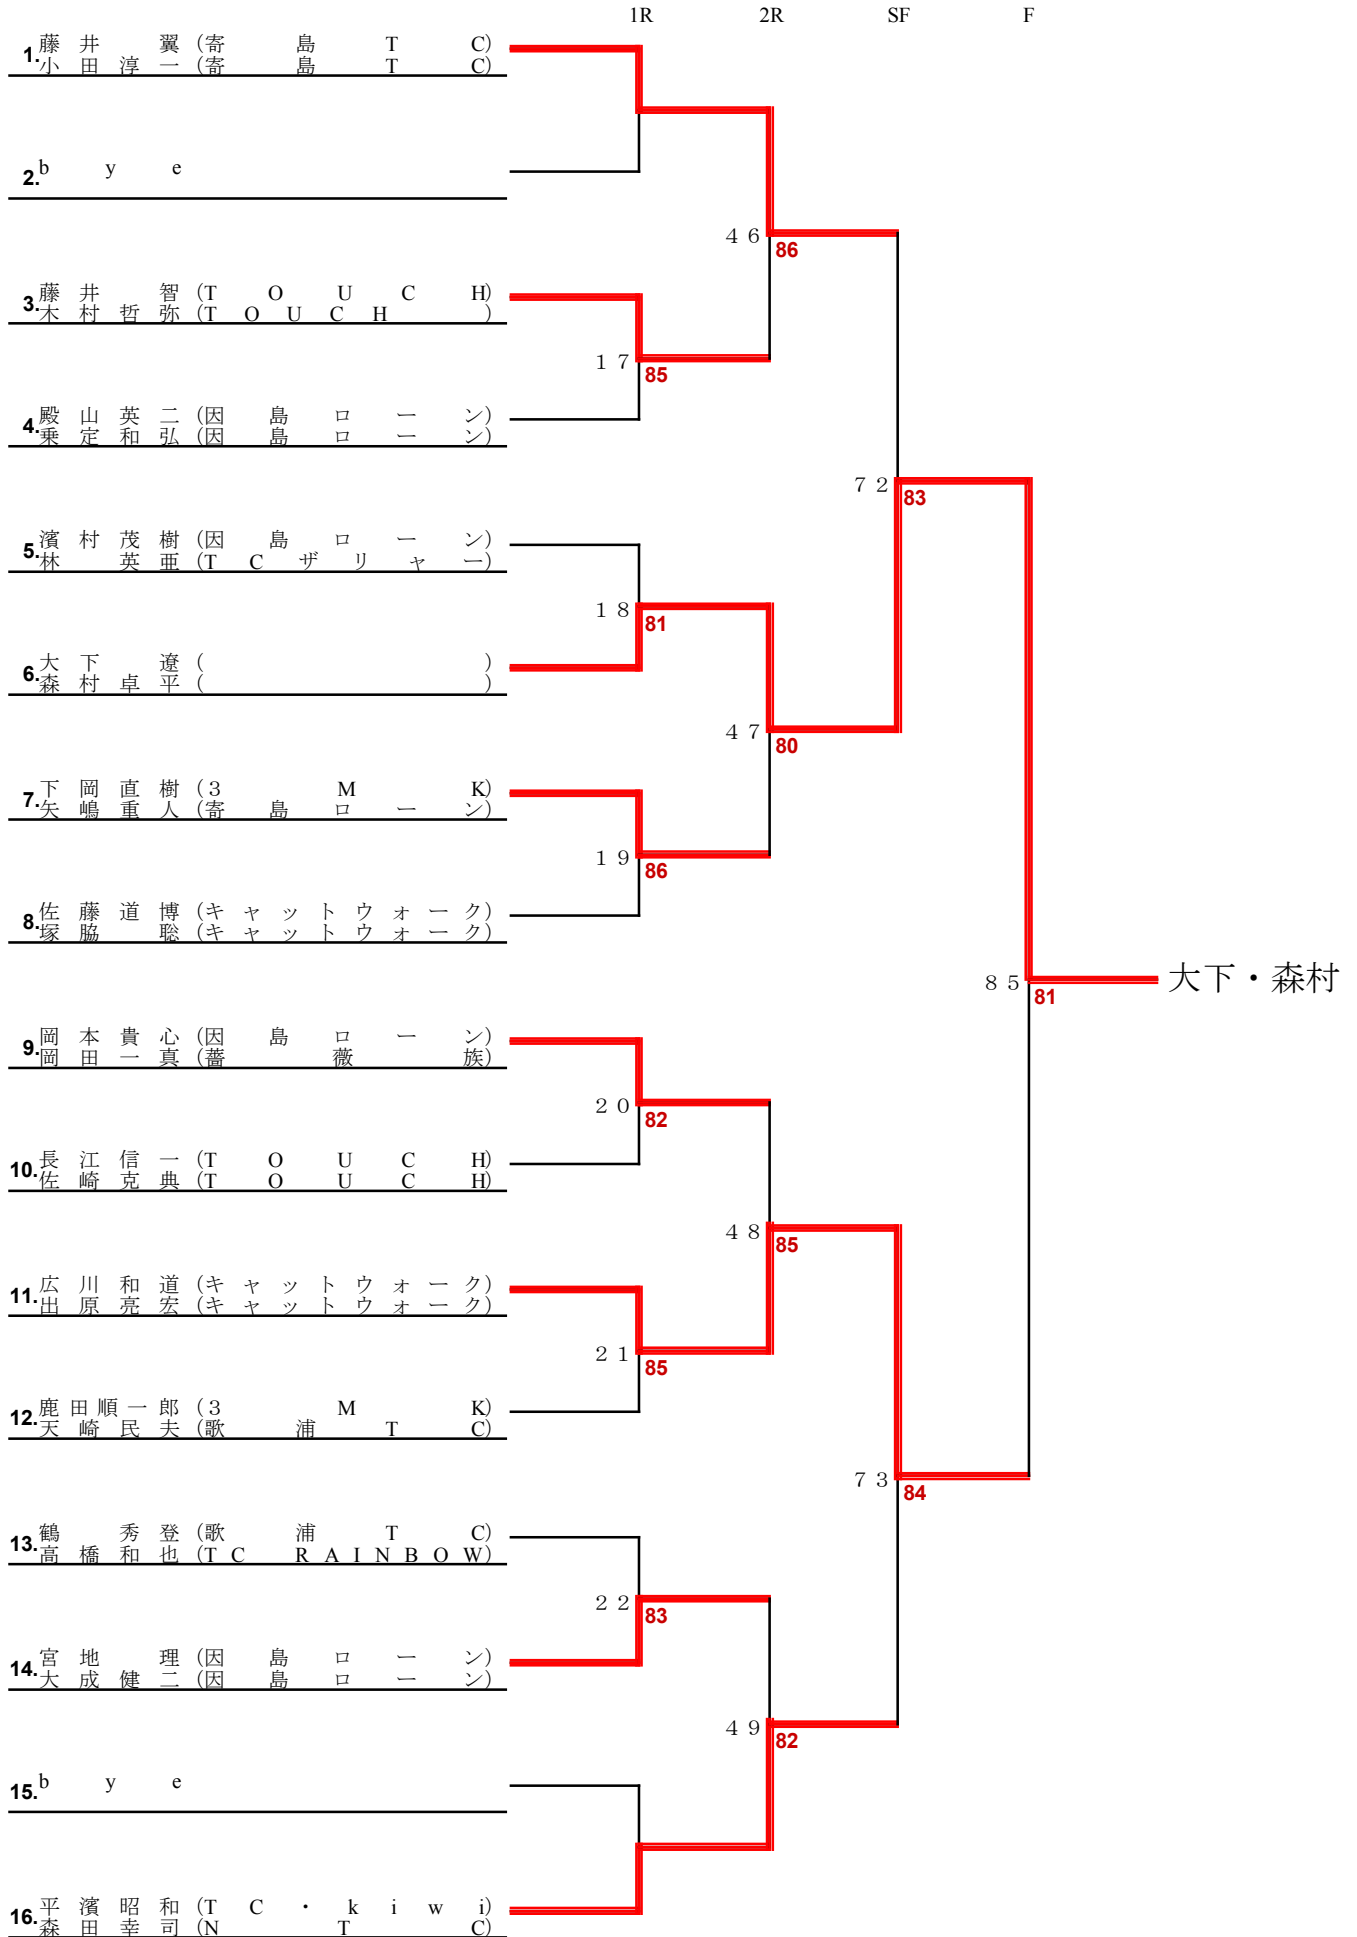 1R 2R SF F
1. 藤井 翼 (寄島TC)
小田淳一 (寄島TC)
2. bye
46
86
3. 藤井 智 (TOUCH)
木村哲弥 (TOUCH)
17
85
4. 殿山英二 (因島ローン)
乗定和弘 (因島ローン)
72
83
5. 濱村茂樹 (因島ローン)
林 英亜 (TCザリャー)
18
81
6. 大下 遼 ( )
森村卓平 ( )
47
80
7. 下岡直樹 (3MK)
矢嶋重人 (寄島ローン)
19
86
8. 佐藤道博 (キャットウォーク)
塚脇 聡 (キャットウォーク)
85
81
大下・森村
9. 岡本貴心 (因島ローン)
岡田一真 (薔薇族)
20
82
10. 長江信一 (TOUCH)
佐崎克典 (TOUCH)
48
85
11. 広川和道 (キャットウォーク)
出原亮宏 (キャットウォーク)
21
85
12. 鹿田順一郎 (3MK)
天崎民夫 (歌浦TC)
73
84
13. 鶴 秀登 (歌浦TC)
高橋和也 (TC RAINBOW)
22
83
14. 宮地 理 (因島ローン)
大成健二 (因島ローン)
49
82
15. bye
16. 平濱昭和 (TC・kiwi)
森田幸司 (NTC)